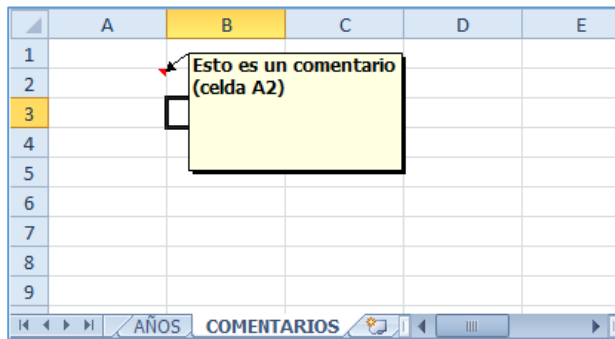 A B C D E
1
Esto es un comentario
2
(celda A2)
3
4
5
6
7
8
9
AÑOS COMENTARIOS